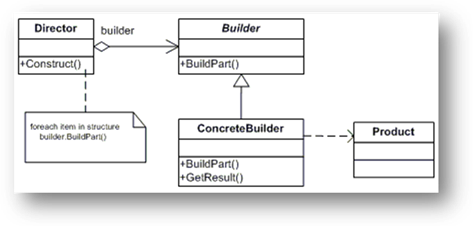 Director
+Construct()
builder
Builder
+BuildPart()
foreach item in structure
builder.BuildPart()
ConcreteBuilder
+BuildPart()
+GetResult()
Product